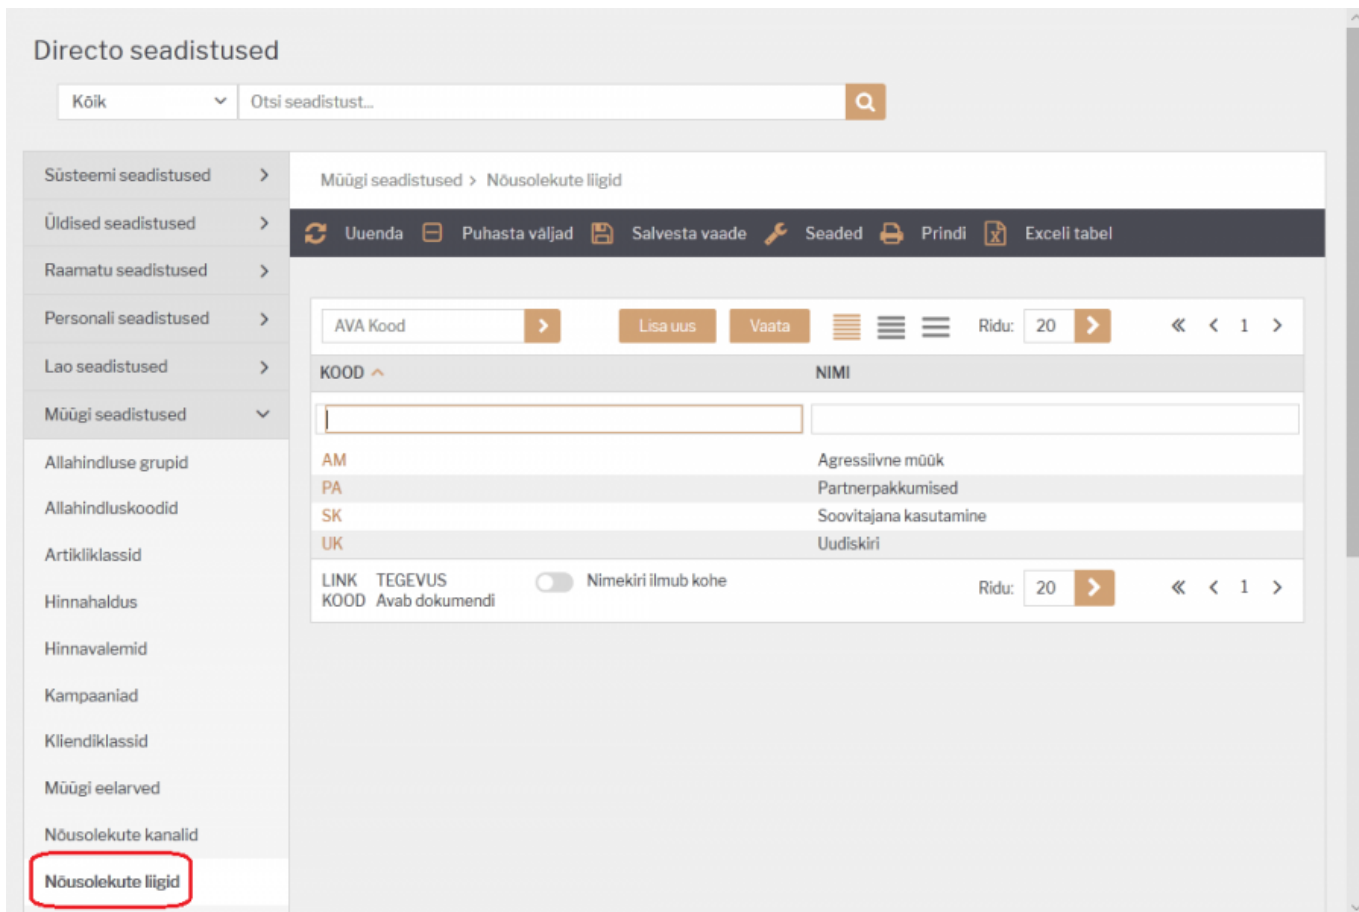 Directo seadistused
Kõik Otsi seadistust...
Süsteemi seadistused
Üldised seadistused
Raamatu seadistused
Personali seadistused
Lao seadistused
Müügi seadistused
Allahindluse grupid
Allahindluskoodid
Artikliklassid
Hinnahaldus
Hinnavalemid
Kampaaniad
Kliendiklassid
Müügi eelarved
Nõusolekute kanalid
Nõusolekute liigid
Müügi seadistused > Nõusolekute liigid
Uuenda Puhasta väljad Salvesta vaade Seaded Prindi Exceli tabel
AVA Kood Lisa uus Vaata Ridu: 20 1
KOOD NIMI
AM Agressiivne müük
PA Partnerpakkumised
SK Soovitajana kasutamine
UK Uudiskiri
LINK TEGEVUS Nimekiri ilmub kohe Ridu: 20 1
KOOD Avab dokumendi